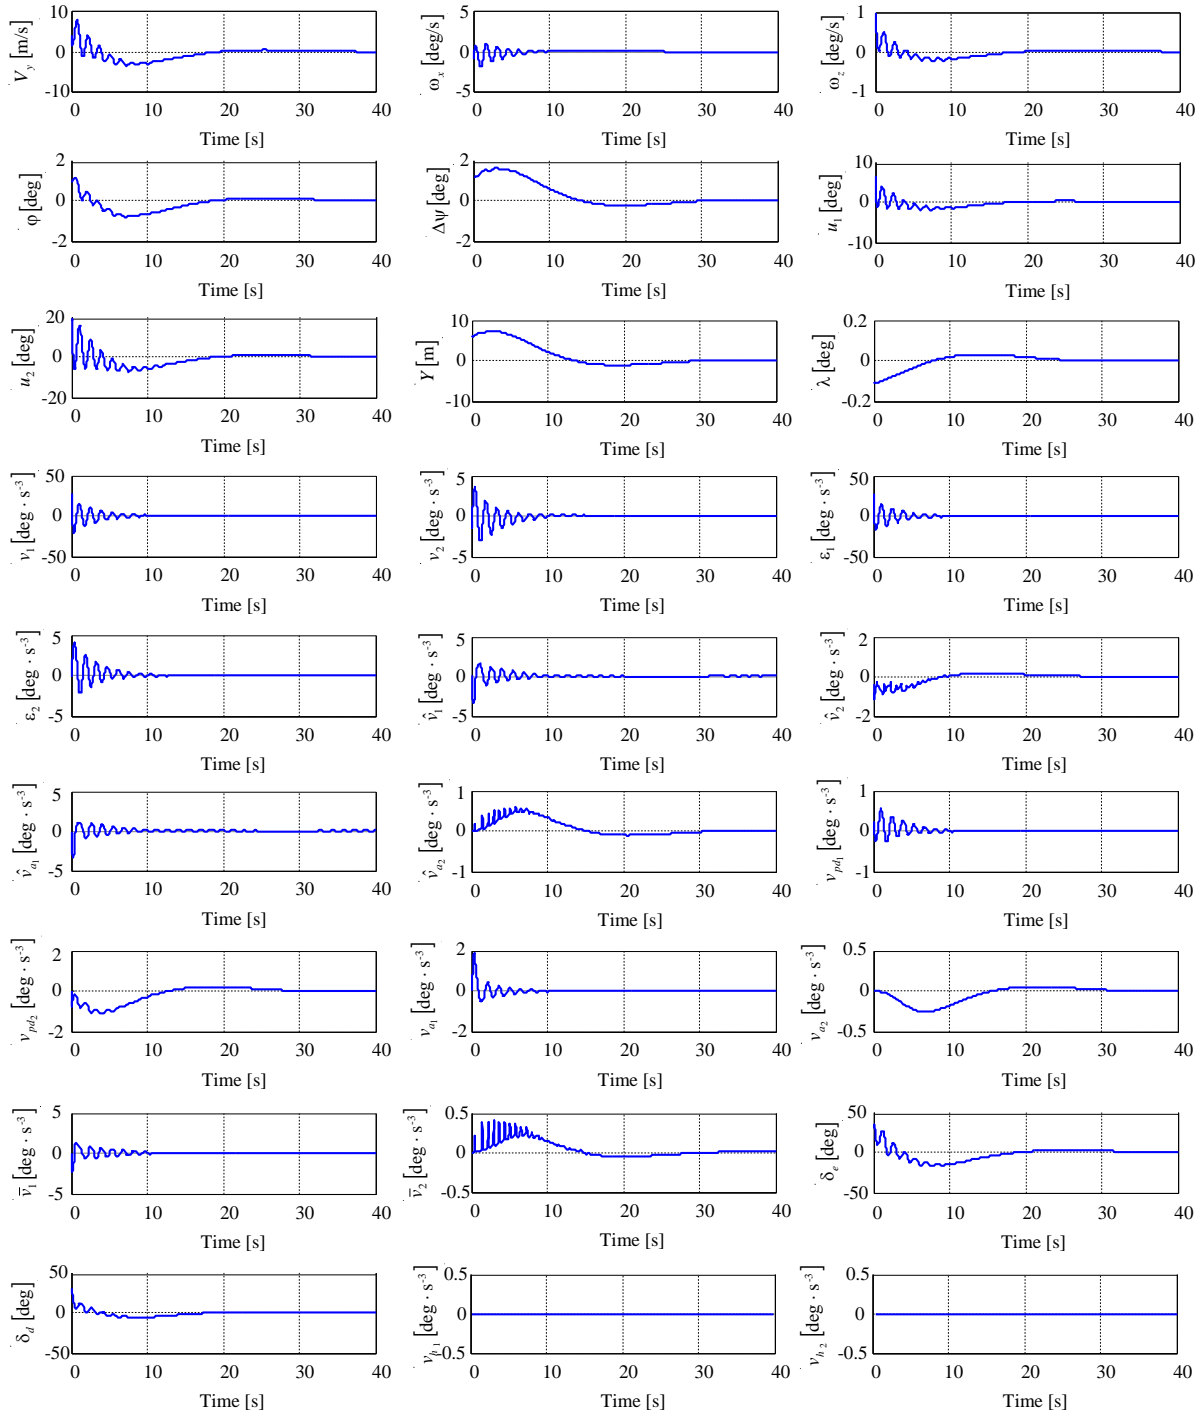 V_y [m/s] 10 0 -10 0 10 20 30 40 Time [s]
ω_x [deg/s] 5 0 -5 0 10 20 30 40 Time [s]
ω_z [deg/s] 1 0 -1 0 10 20 30 40 Time [s]
φ [deg] 2 0 -2 0 10 20 30 40 Time [s]
Δψ [deg] 2 0 -2 0 10 20 30 40 Time [s]
u_1 [deg] 10 0 -10 0 10 20 30 40 Time [s]
u_2 [deg] 20 0 -20 0 10 20 30 40 Time [s]
Y [m] 10 0 -10 0 10 20 30 40 Time [s]
λ [deg] 0.2 0 -0.2 0 10 20 30 40 Time [s]
v_1 [deg · s⁻³] 50 0 -50 0 10 20 30 40 Time [s]
v_2 [deg · s⁻³] 5 0 -5 0 10 20 30 40 Time [s]
ε_1 [deg · s⁻³] 50 0 -50 0 10 20 30 40 Time [s]
ε_2 [deg · s⁻³] 5 0 -5 0 10 20 30 40 Time [s]
v̂_1 [deg · s⁻³] 5 0 -5 0 10 20 30 40 Time [s]
v̂_2 [deg · s⁻³] 2 0 -2 0 10 20 30 40 Time [s]
v̂_a1 [deg · s⁻³] 5 0 -5 0 10 20 30 40 Time [s]
v̂_a2 [deg · s⁻³] 1 0 -1 0 10 20 30 40 Time [s]
v_pd1 [deg · s⁻³] 1 0 -1 0 10 20 30 40 Time [s]
v_pd2 [deg · s⁻³] 2 0 -2 0 10 20 30 40 Time [s]
v_a1 [deg · s⁻³] 2 0 -2 0 10 20 30 40 Time [s]
v_a2 [deg · s⁻³] 0.5 0 -0.5 0 10 20 30 40 Time [s]
v̄_1 [deg · s⁻³] 5 0 -5 0 10 20 30 40 Time [s]
v̄_2 [deg · s⁻³] 0.5 0 -0.5 0 10 20 30 40 Time [s]
δ_e [deg] 50 0 50 0 10 20 30 40 Time [s]
δ_d [deg] 50 0 -50 0 10 20 30 40 Time [s]
v_h 1 [deg · s⁻³] 0.5 0 -0.5 0 10 20 30 40 Time [s]
v_h 2 [deg · s⁻³] 0.5 0 -0.5 0 10 20 30 40 Time [s]